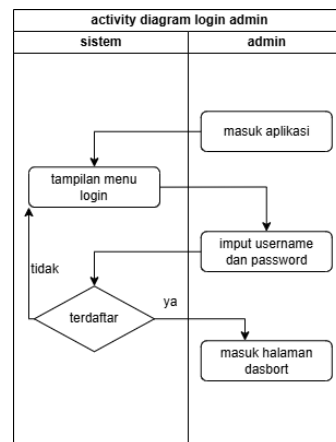 activity diagram login admin
sistem
admin
masuk aplikasi
tampilan menu
login
imput username
dan password
tidak
terdaftar
ya
masuk halaman
dasbort